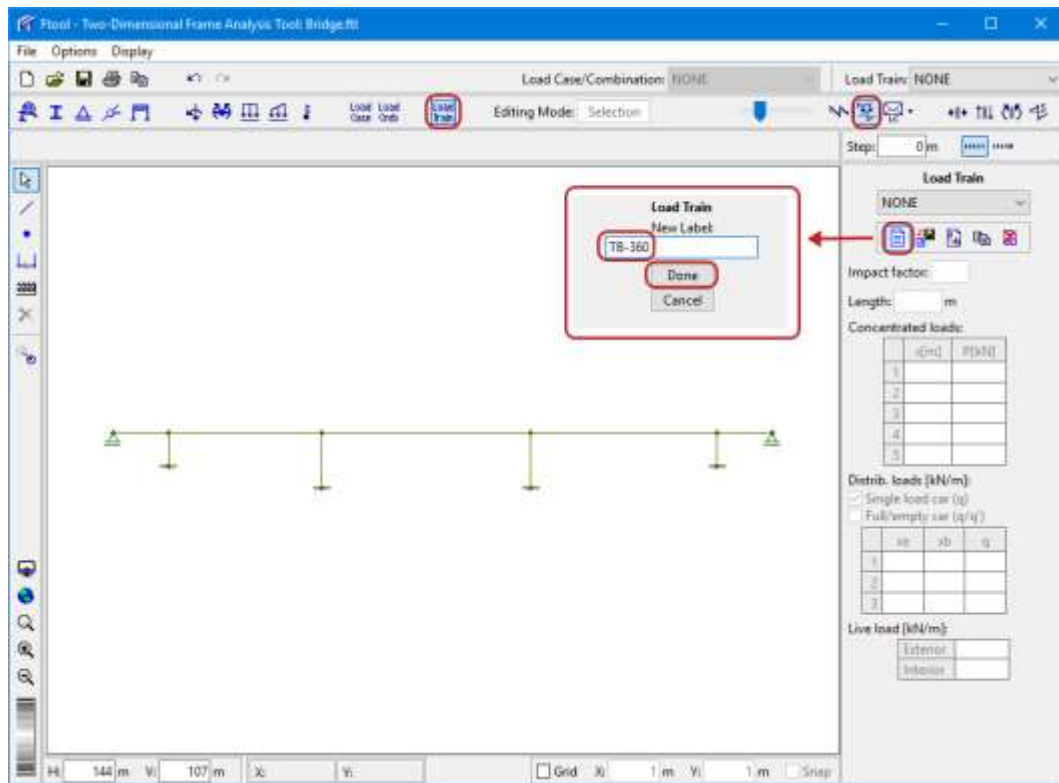 Ftool - Two-Dimensional Frame Analysis Tool: Bridge.ftl
File Options Display
Load Case/Combination: NONE Load Train: NONE
Load Case Load Cmb Load Train Editing Mode: Selection
Step: 0 m
Load Train
NONE
Load Train
New Label:
TB-360
Done
Cancel
Impact factor:
Length: m
Concentrated loads:
x[m] P[kN]
1
2
3
4
5
Distrib. loads [kN/m]:
Single load car (q)
Full/empty car (q/q')
xa xb q
1
2
3
Live load [kN/m]:
Exterior
Interior
H: 144 m V: 107 m X: Y: Grid X: 1 m Y: 1 m Snap